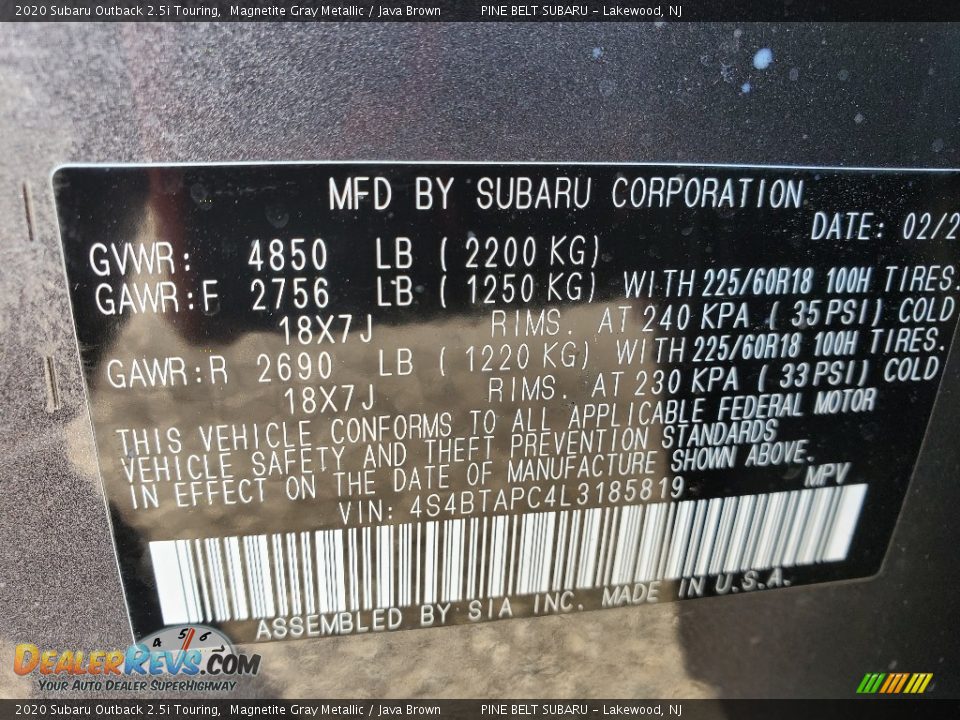 2020 Subaru Outback 2.5i Touring,  Magnetite Gray Metallic / Java Brown PINE BELT SUBARU - Lakewood, NJ
MFD BY SUBARU CORPORATION
DATE: 02/2
GVWR: 4850 LB ( 2200 KG)
GAWR:F 2756 LB ( 1250 KG) WITH 225/60R18 100H TIRES.
18X7J RIMS. AT 240 KPA ( 35PSI) COLD
GAWR:R 2690 LB ( 1220 KG) WITH 225/60R18 100H TIRES.
18X7J RIMS. AT 230 KPA ( 33PSI) COLD
THIS VEHICLE CONFORMS TO ALL APPLICABLE FEDERAL MOTOR
VEHICLE SAFETY AND THEFT PREVENTION STANDARDS
IN EFFECT ON THE DATE OF MANUFACTURE SHOWN ABOVE.
VIN: 4S4BTAPC4L3185819 MPV
ASSEMBLED BY SIA INC. MADE IN U.S.A.
4 5 6
DEALERREVS.COM
YOUR AUTO DEALER SUPERHIGHWAY
2020 Subaru Outback 2.5i Touring,  Magnetite Gray Metallic / Java Brown PINE BELT SUBARU - Lakewood, NJ